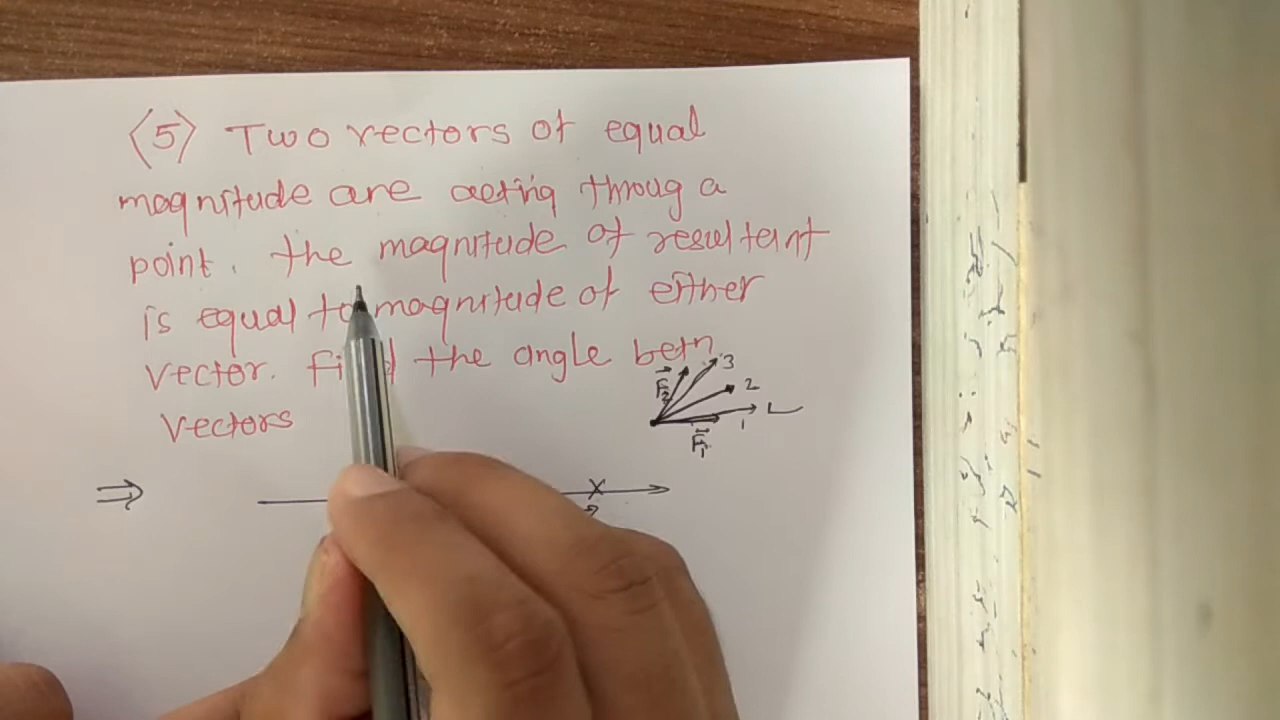 (5) Two vectors of equal
magnitude are acting throug a
point. The magnitude of resultant
is equal to magnitude of either
vector. Find the angle betn
vectors
3
F₂
2
1
F₁
⇒
X